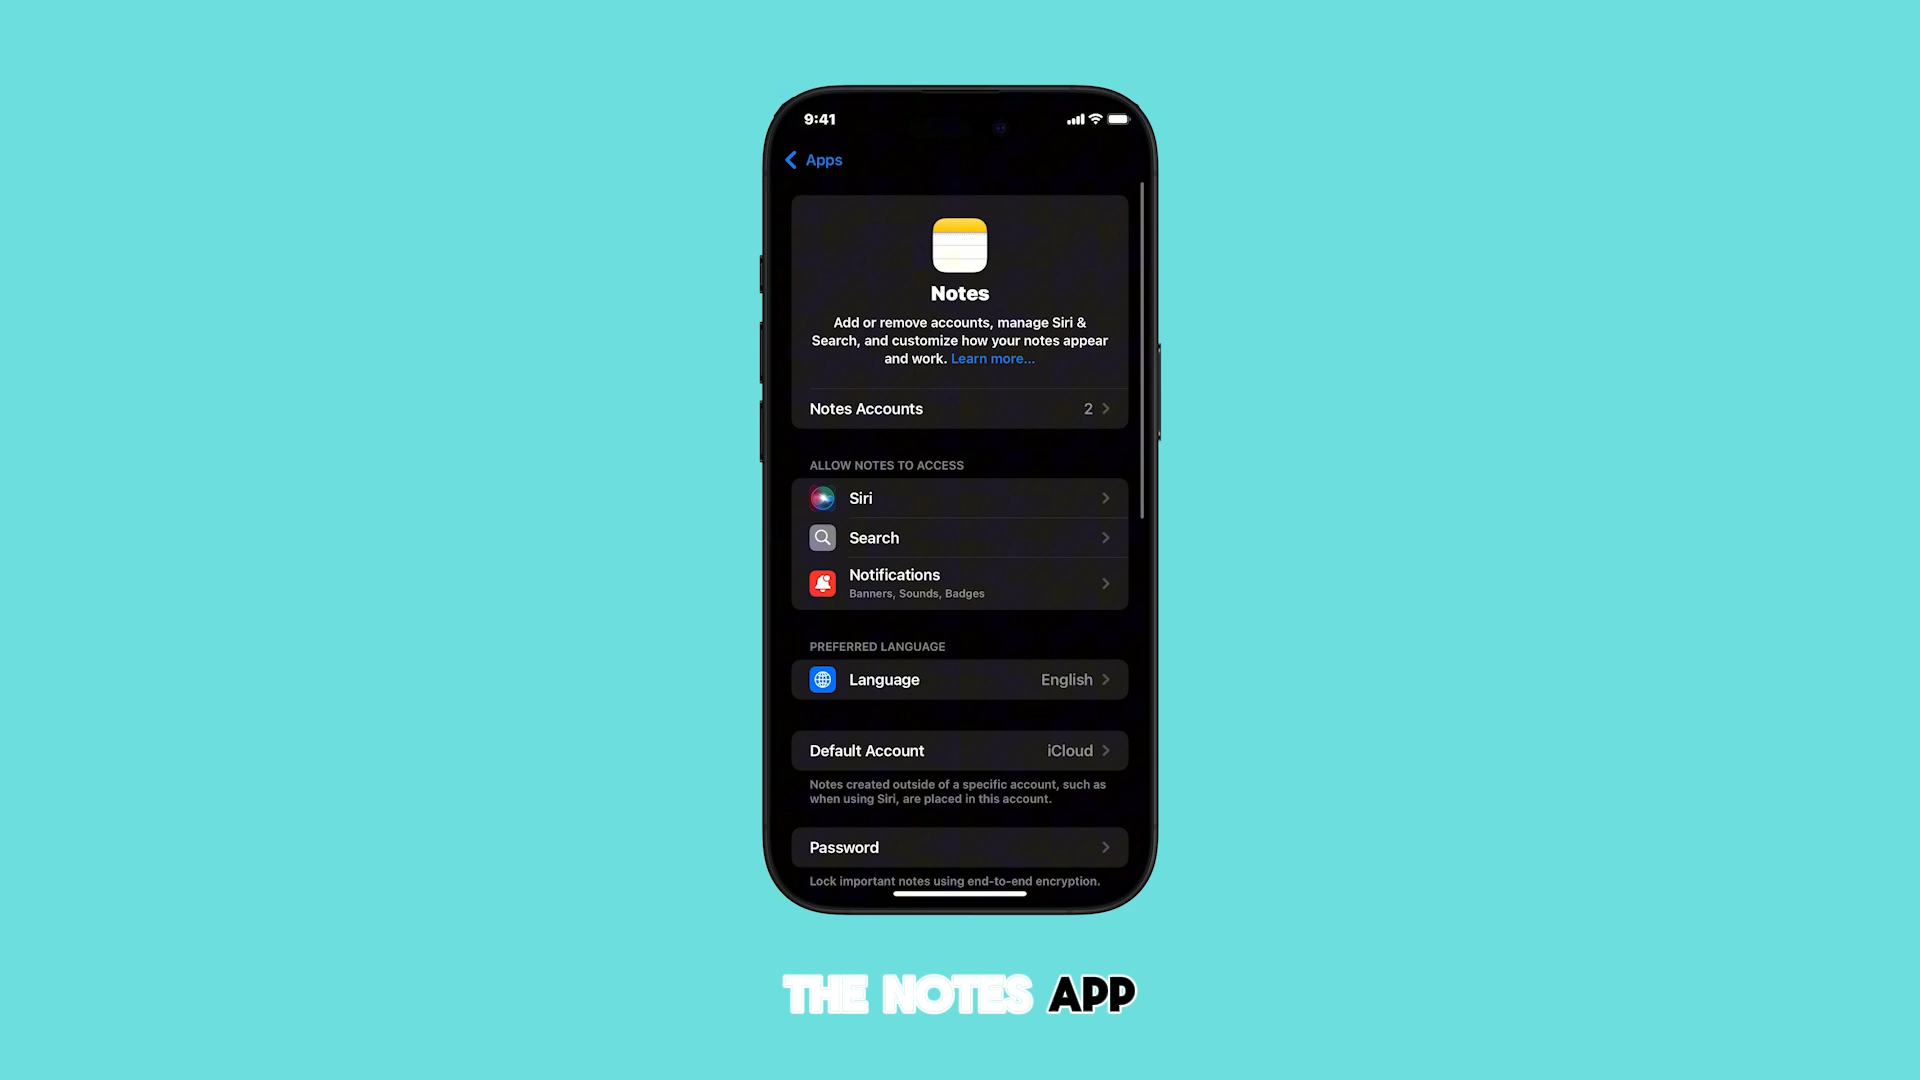 9:41
Apps
Notes
Add or remove accounts, manage Siri &
Search, and customize how your notes appear
and work. Learn more...
Notes Accounts 2
ALLOW NOTES TO ACCESS
Siri
Search
Notifications
Banners, Sounds, Badges
PREFERRED LANGUAGE
Language English
Default Account iCloud
Notes created outside of a specific account, such as
when using Siri, are placed in this account.
Password
Lock important notes using end-to-end encryption.
THE NOTES APP